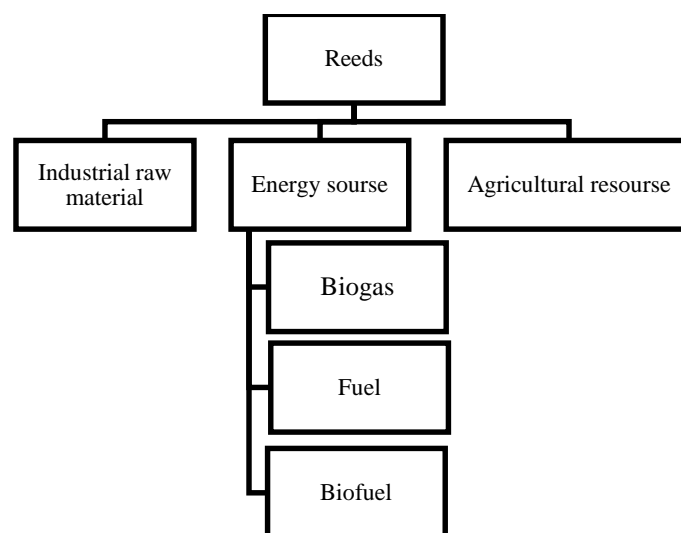 Reeds
Industrial raw
material
Energy sourse
Agricultural resourse
Biogas
Fuel
Biofuel